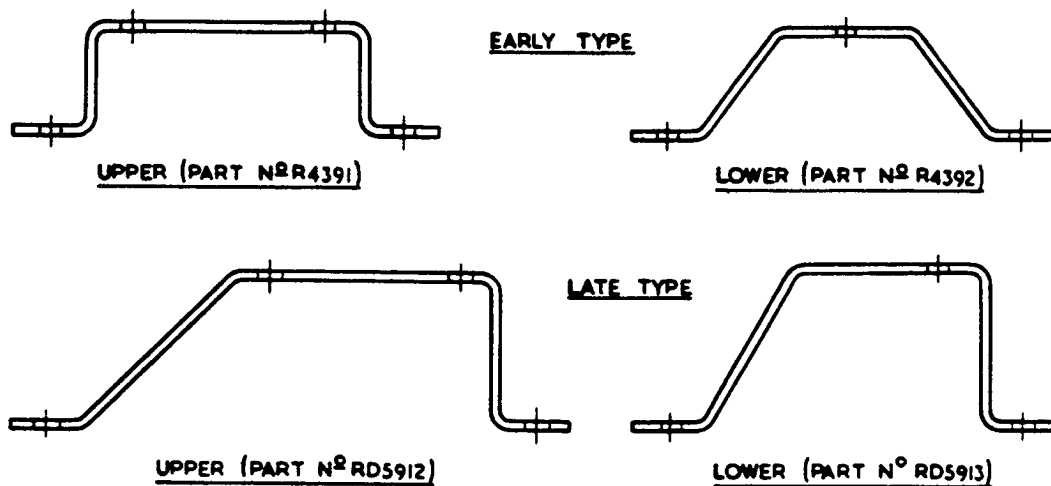 EARLY TYPE
UPPER (PART Nº R4391)
LOWER (PART Nº R4392)
LATE TYPE
UPPER (PART Nº RD5912)
LOWER (PART Nº RD5913)